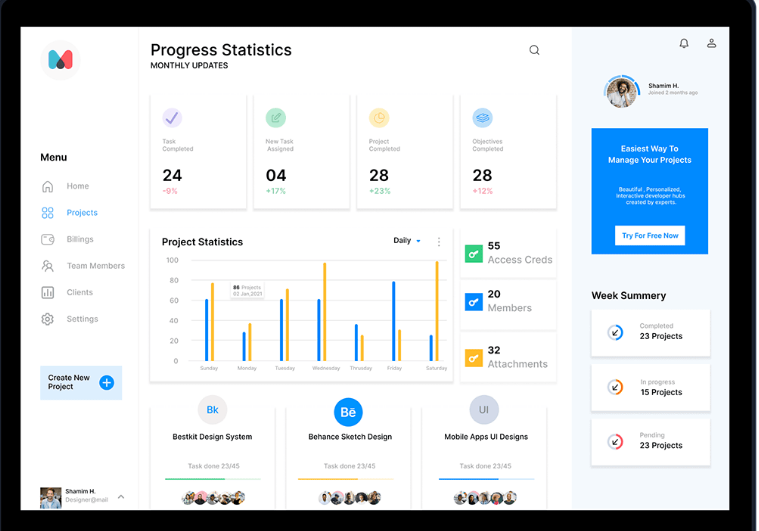 Progress Statistics
MONTHLY UPDATES
Menu
Home
Projects
Billings
Team Members
Clients
Settings
Create New
Project
Shamim H.
Designer@mail
Task
Completed
24
-9%
New Task
Assigned
04
+17%
Project
Completed
28
+23%
Objectives
Completed
28
+12%
Project Statistics
Daily
100
80
60
40
20
0
86 Projects
02 Jan,2021
Sunday
Monday
Tuesday
Wednesday
Thrusday
Friday
Saturday
55
Access Creds
20
Members
32
Attachments
Bk
Bestkit Design System
Task done 23/45
Bē
Behance Sketch Design
Task done 23/45
UI
Mobile Apps UI Designs
Task done 23/45
Shamim H.
Joined 2 months ago
Easiest Way To
Manage Your Projects
Beautiful , Personalized,
Interactive developer hubs
created by experts.
Try For Free Now
Week Summery
Completed
23 Projects
In progress
15 Projects
Pending
23 Projects